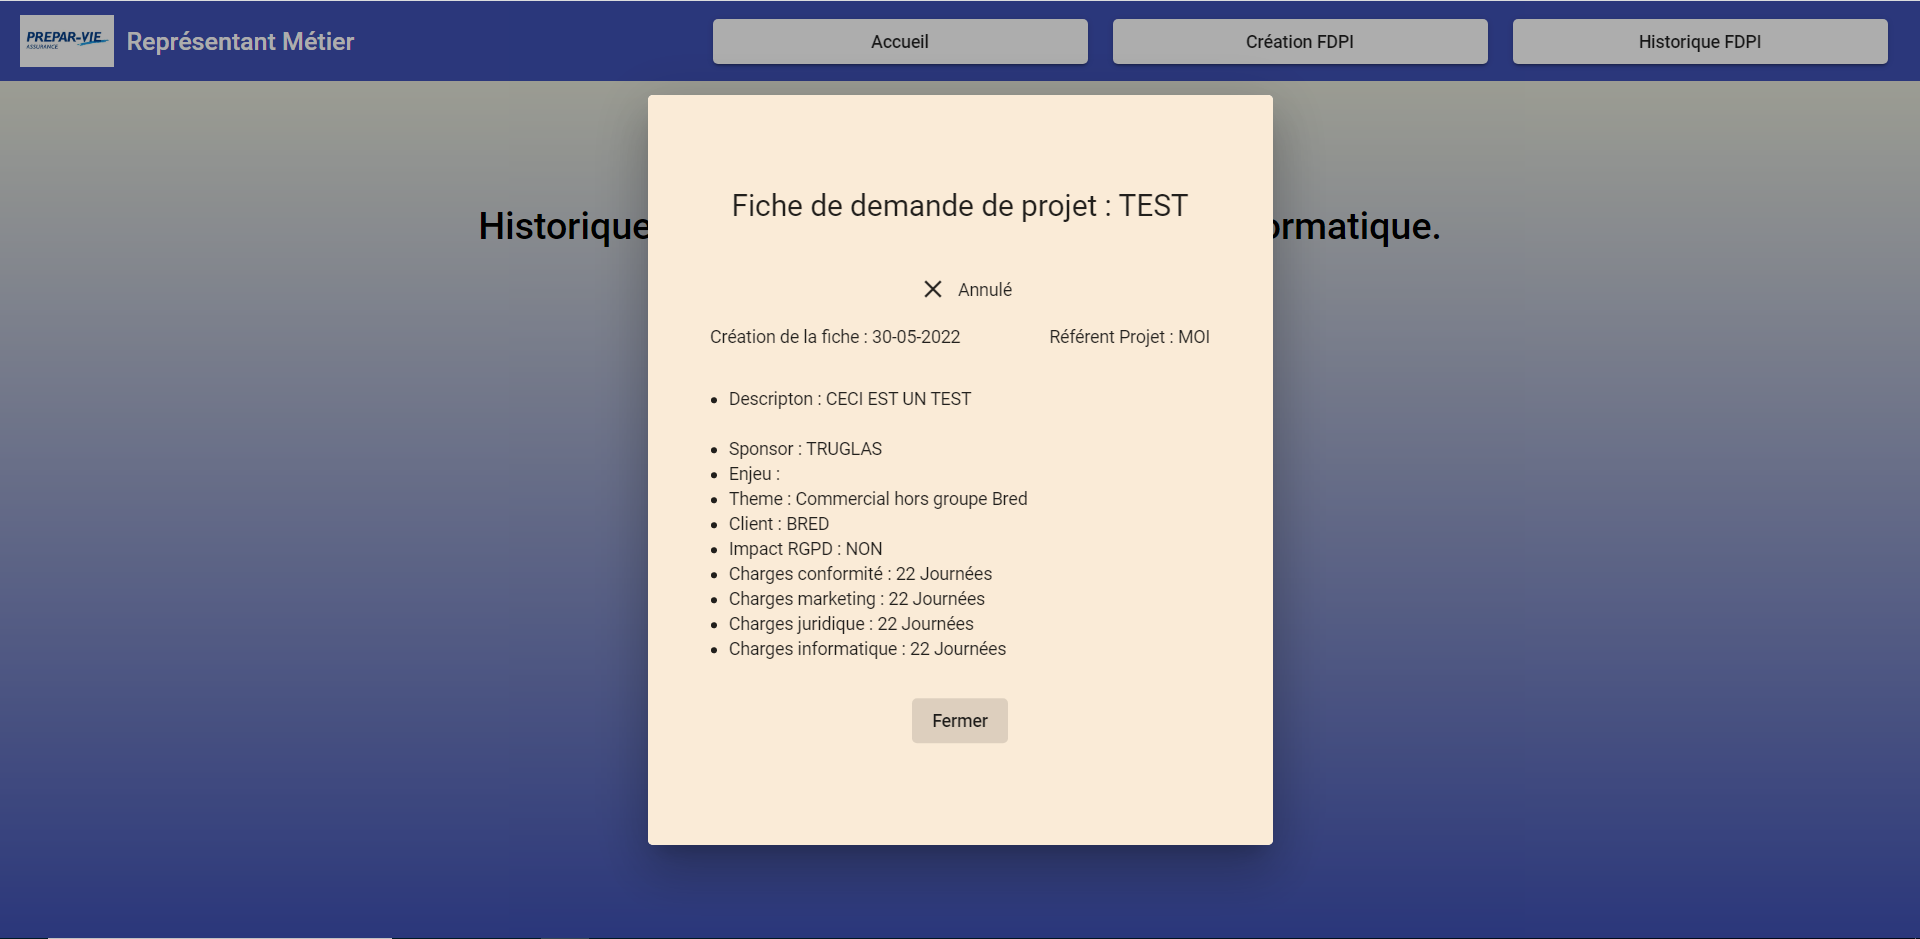 PREPAR-VIE
ASSURANCE
Représentant Métier
Accueil
Création FDPI
Historique FDPI
Historique
ormatique.
Fiche de demande de projet : TEST
Annulé
Création de la fiche : 30-05-2022
Référent Projet : MOI
Descripton : CECI EST UN TEST
Sponsor : TRUGLAS
Enjeu :
Theme : Commercial hors groupe Bred
Client : BRED
Impact RGPD : NON
Charges conformité : 22 Journées
Charges marketing : 22 Journées
Charges juridique : 22 Journées
Charges informatique : 22 Journées
Fermer